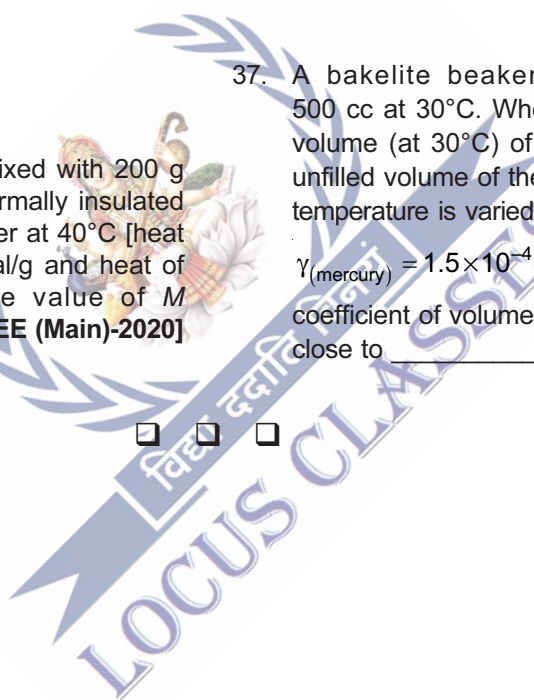 ixed with 200 g
rmally insulated
er at 40°C [heat
al/g and heat of
e value of M
EE (Main)-2020]
❑ ❑ ❑
37. A bakelite beaker
500 cc at 30°C. Whe
volume (at 30°C) of
unfilled volume of the
temperature is varied
γ(mercury) = 1.5×10⁻⁴
coefficient of volume
close to ___________
विद्या ददाति विनयं
LOCUS CLASSES